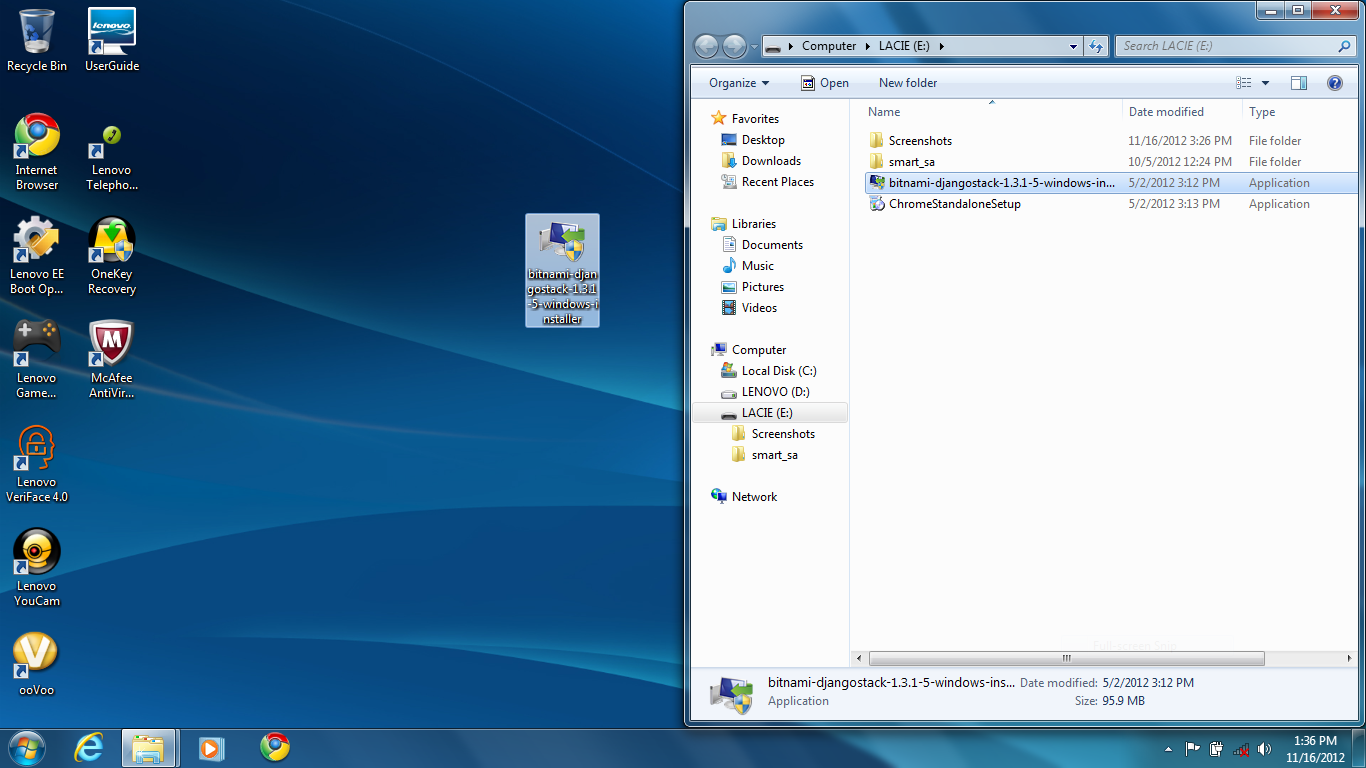 Recycle Bin
lenovo
UserGuide
Internet
Browser
Lenovo
Telepho...
Lenovo EE
Boot Op...
OneKey
Recovery
Lenovo
Game...
McAfee
AntiVir...
Lenovo
VeriFace 4.0
Lenovo
YouCam
ooVoo
bitnami-djan
gostack-1.3.1
-5-windows-i
nstaller
Computer
LACIE (E:)
Search LACIE (E:)
Organize
Open
New folder
Favorites
Desktop
Downloads
Recent Places
Libraries
Documents
Music
Pictures
Videos
Computer
Local Disk (C:)
LENOVO (D:)
LACIE (E:)
Screenshots
smart_sa
Network
Name Date modified Type
Screenshots 11/16/2012 3:26 PM File folder
smart_sa 10/5/2012 12:24 PM File folder
bitnami-djangostack-1.3.1-5-windows-in... 5/2/2012 3:12 PM Application
ChromeStandaloneSetup 5/2/2012 3:13 PM Application
bitnami-djangostack-1.3.1-5-windows-ins... Date modified: 5/2/2012 3:12 PM
Application Size: 95.9 MB
1:36 PM
11/16/2012